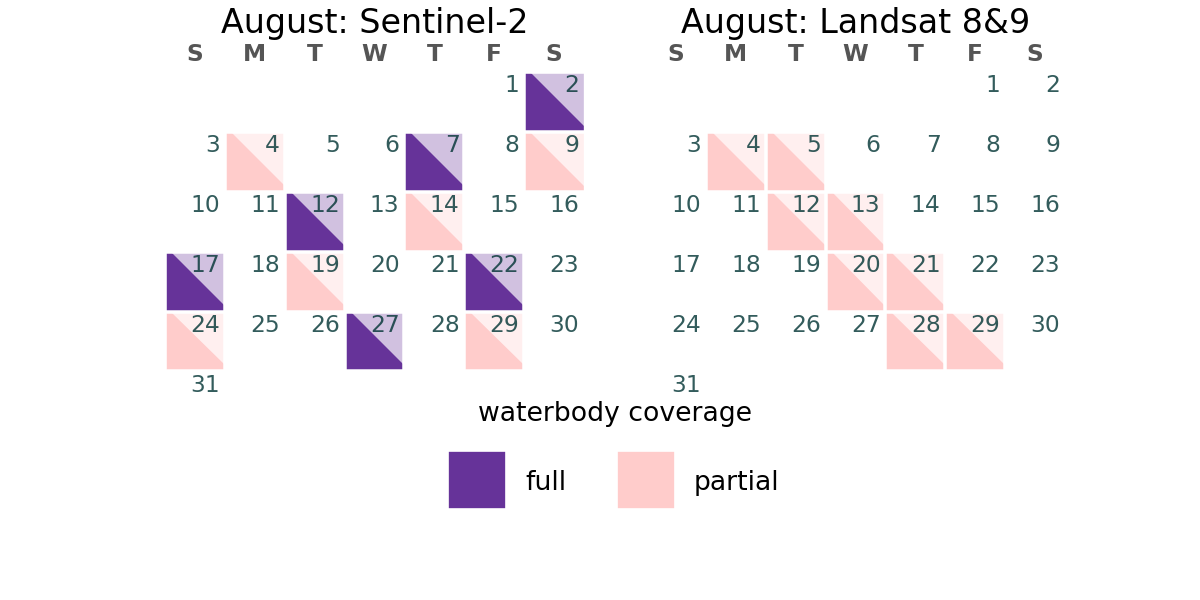 August: Sentinel-2
S M T W T F S
1 2
3 4 5 6 7 8 9
10 11 12 13 14 15 16
17 18 19 20 21 22 23
24 25 26 27 28 29 30
31
August: Landsat 8&9
S M T W T F S
1 2
3 4 5 6 7 8 9
10 11 12 13 14 15 16
17 18 19 20 21 22 23
24 25 26 27 28 29 30
31
waterbody coverage
full partial